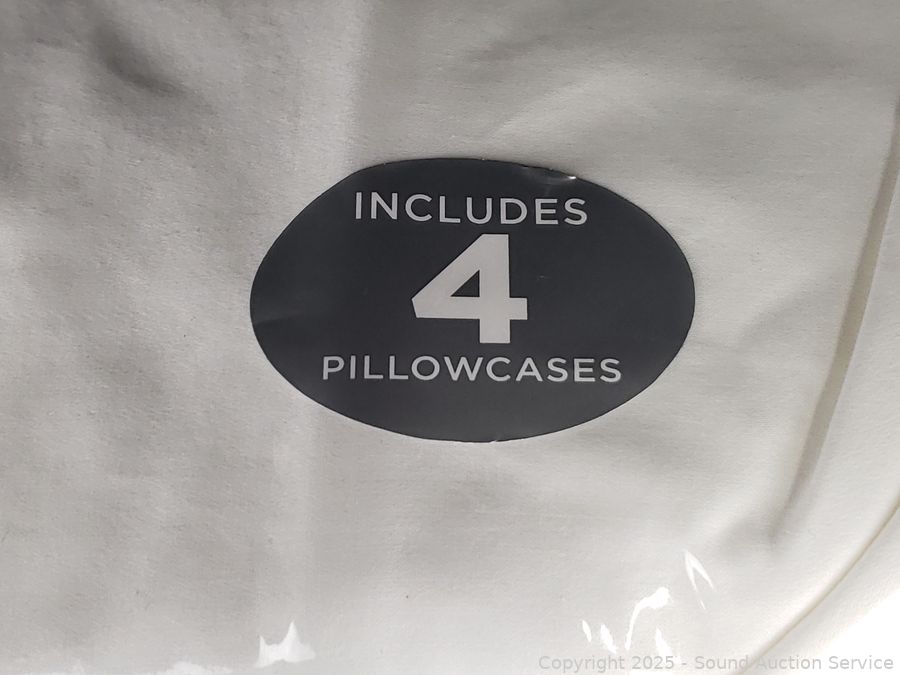 INCLUDES
4
PILLOWCASES
Copyright 2025 - Sound Auction Service